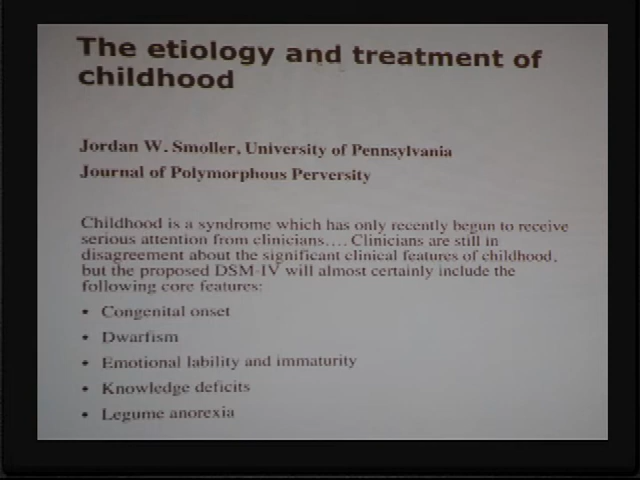 The etiology and treatment of
childhood
Jordan W. Smoller, University of Pennsylvania
Journal of Polymorphous Perversity
Childhood is a syndrome which has only recently begun to receive
serious attention from clinicians.... Clinicians are still in
disagreement about the significant clinical features of childhood,
but the proposed DSM-IV will almost certainly include the
following core features:
• Congenital onset
• Dwarfism
• Emotional lability and immaturity
• Knowledge deficits
• Legume anorexia